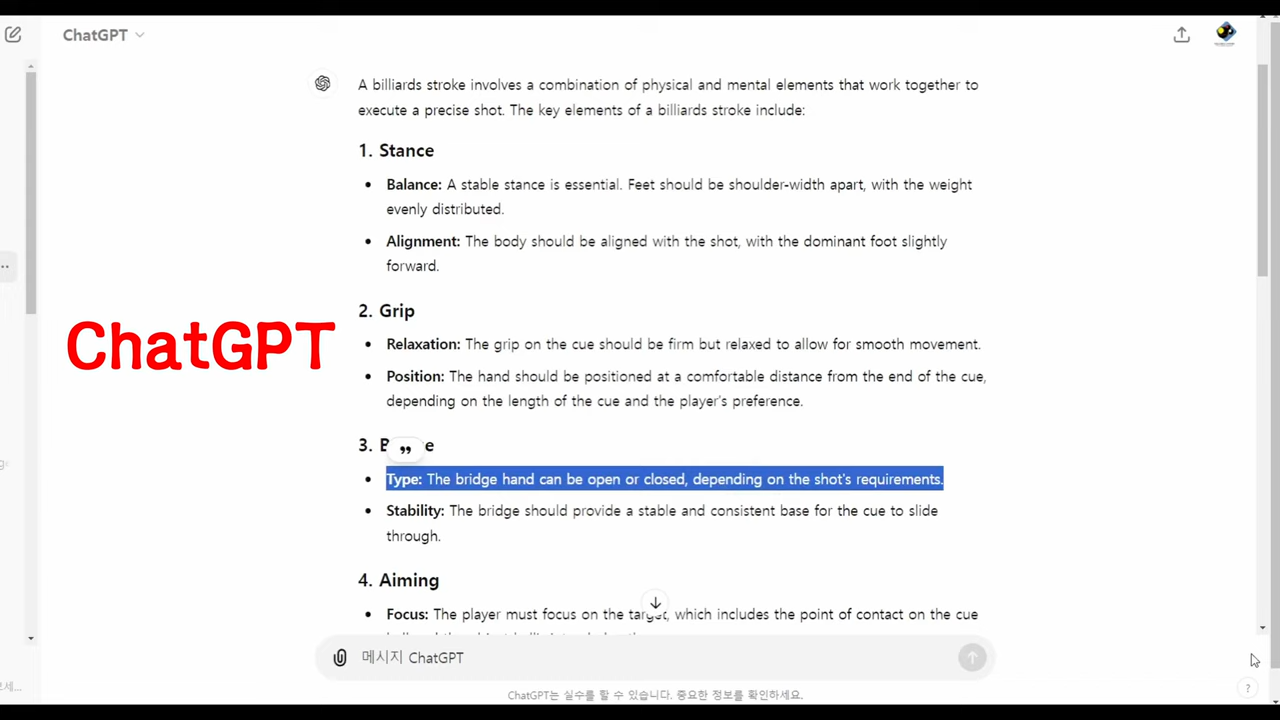 ChatGPT
A billiards stroke involves a combination of physical and mental elements that work together to
execute a precise shot. The key elements of a billiards stroke include:
1. Stance
Balance: A stable stance is essential. Feet should be shoulder-width apart, with the weight
evenly distributed.
Alignment: The body should be aligned with the shot, with the dominant foot slightly
forward.
2. Grip
ChatGPT
Relaxation: The grip on the cue should be firm but relaxed to allow for smooth movement.
Position: The hand should be positioned at a comfortable distance from the end of the cue,
depending on the length of the cue and the player's preference.
3.
Type: The bridge hand can be open or closed, depending on the shot's requirements.
Stability: The bridge should provide a stable and consistent base for the cue to slide
through.
4. Aiming
Focus: The player must focus on the target, which includes the point of contact on the cue
메시지 ChatGPT
ChatGPT는 실수를 할 수 있습니다. 중요한 정보를 확인하세요.
?